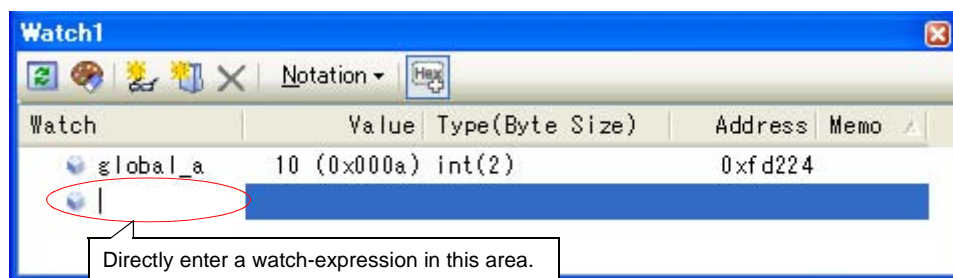 Watch1
Notation
Hex
Watch Value Type(Byte Size) Address Memo
global_a 10 (0x000a) int(2) 0xfd224
Directly enter a watch-expression in this area.